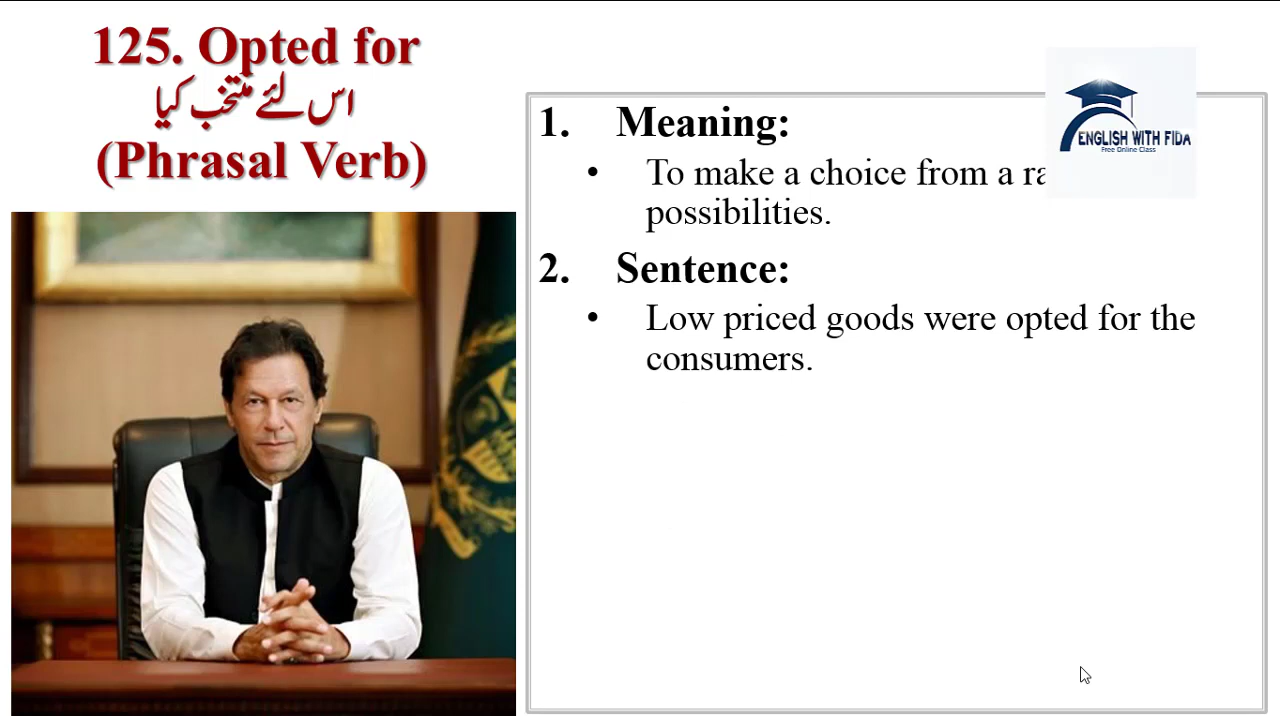 125. Opted for
اس لئے منتخب کیا
(Phrasal Verb)
1. Meaning:
• To make a choice from a
possibilities.
2. Sentence:
• Low priced goods were opted for the
consumers.
ENGLISH WITH FIDA
Free Online Class